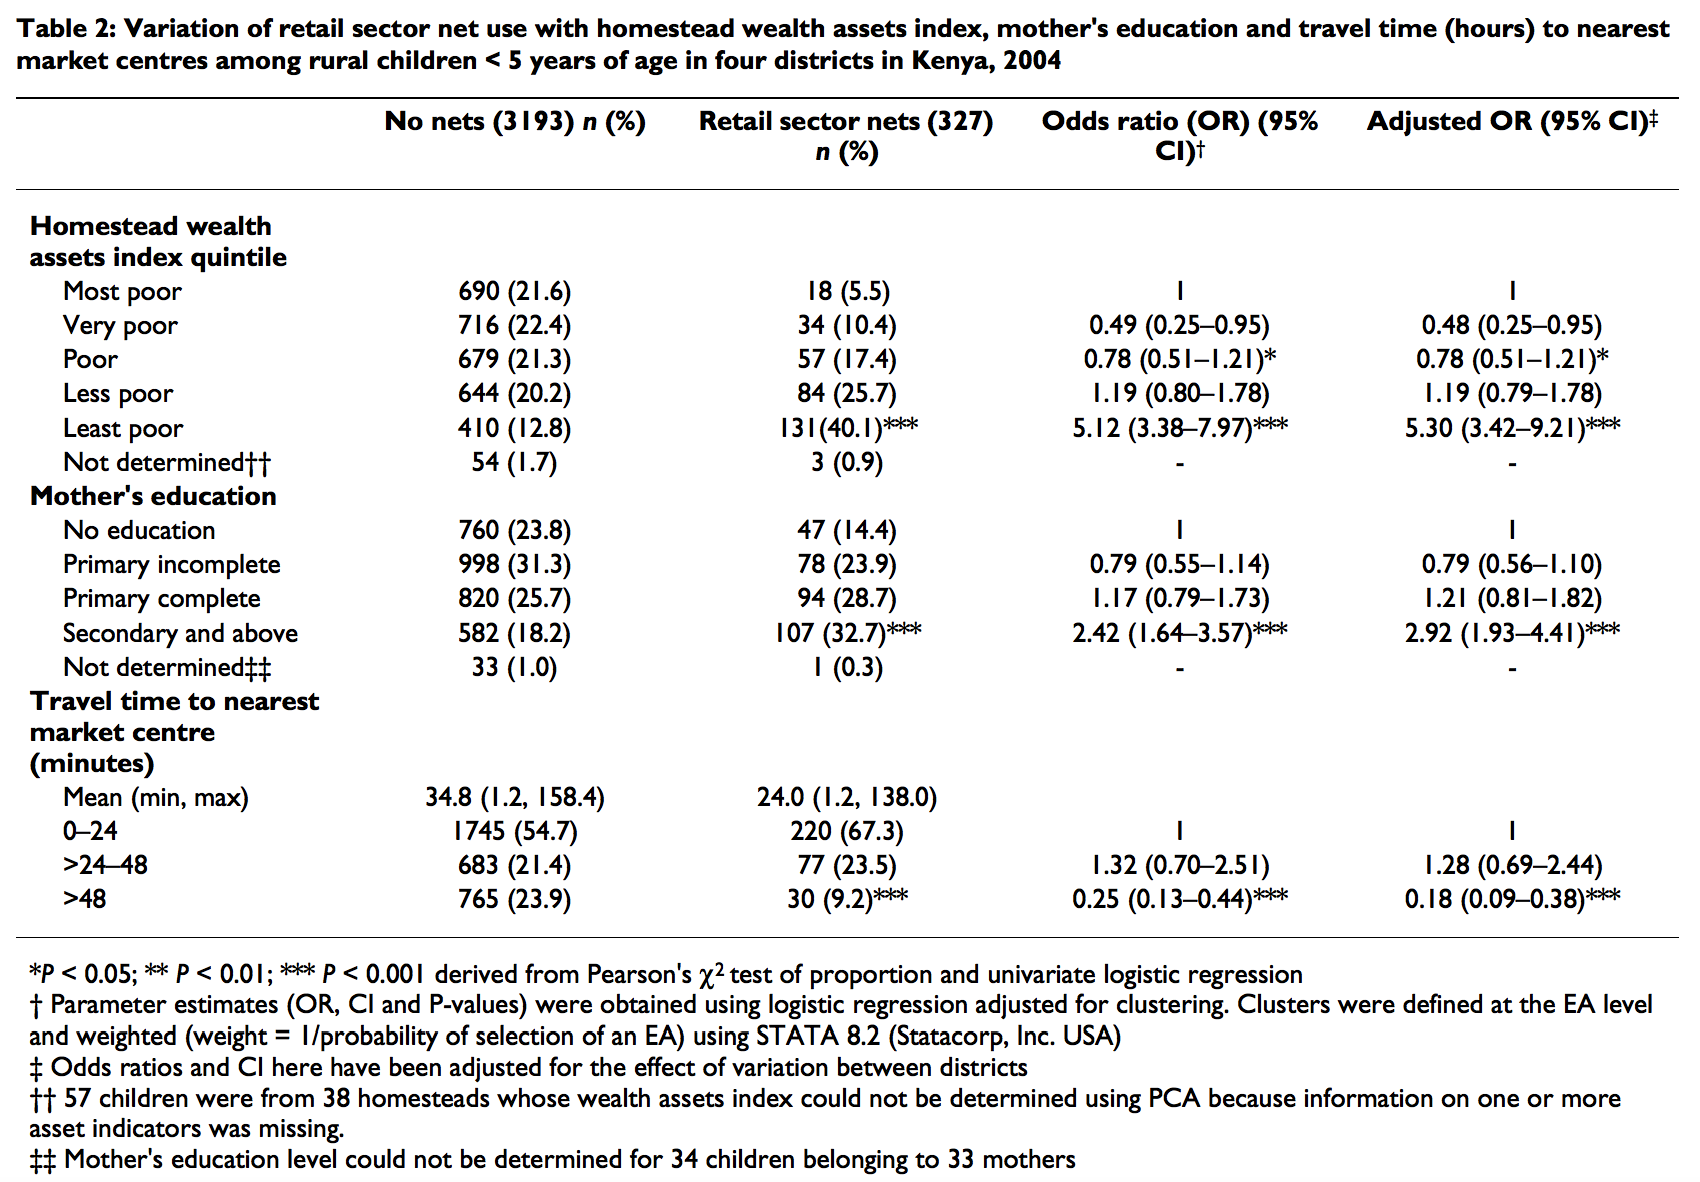 Table 2: Variation of retail sector net use with homestead wealth assets index, mother's education and travel time (hours) to nearest
market centres among rural children < 5 years of age in four districts in Kenya, 2004
No nets (3193) n (%) Retail sector nets (327) n (%) Odds ratio (OR) (95% CI)† Adjusted OR (95% CI)‡
Homestead wealth
assets index quintile
Most poor 690 (21.6) 18 (5.5) 1 1
Very poor 716 (22.4) 34 (10.4) 0.49 (0.25–0.95) 0.48 (0.25–0.95)
Poor 679 (21.3) 57 (17.4) 0.78 (0.51–1.21)* 0.78 (0.51–1.21)*
Less poor 644 (20.2) 84 (25.7) 1.19 (0.80–1.78) 1.19 (0.79–1.78)
Least poor 410 (12.8) 131(40.1)*** 5.12 (3.38–7.97)*** 5.30 (3.42–9.21)***
Not determined†† 54 (1.7) 3 (0.9) - -
Mother's education
No education 760 (23.8) 47 (14.4) 1 1
Primary incomplete 998 (31.3) 78 (23.9) 0.79 (0.55–1.14) 0.79 (0.56–1.10)
Primary complete 820 (25.7) 94 (28.7) 1.17 (0.79–1.73) 1.21 (0.81–1.82)
Secondary and above 582 (18.2) 107 (32.7)*** 2.42 (1.64–3.57)*** 2.92 (1.93–4.41)***
Not determined‡‡ 33 (1.0) 1 (0.3) - -
Travel time to nearest
market centre
(minutes)
Mean (min, max) 34.8 (1.2, 158.4) 24.0 (1.2, 138.0)
0–24 1745 (54.7) 220 (67.3) 1 1
>24–48 683 (21.4) 77 (23.5) 1.32 (0.70–2.51) 1.28 (0.69–2.44)
>48 765 (23.9) 30 (9.2)*** 0.25 (0.13–0.44)*** 0.18 (0.09–0.38)***
*P < 0.05; ** P < 0.01; *** P < 0.001 derived from Pearson's χ² test of proportion and univariate logistic regression
† Parameter estimates (OR, CI and P-values) were obtained using logistic regression adjusted for clustering. Clusters were defined at the EA level
and weighted (weight = 1/probability of selection of an EA) using STATA 8.2 (Statacorp, Inc. USA)
‡ Odds ratios and CI here have been adjusted for the effect of variation between districts
†† 57 children were from 38 homesteads whose wealth assets index could not be determined using PCA because information on one or more
asset indicators was missing.
‡‡ Mother's education level could not be determined for 34 children belonging to 33 mothers